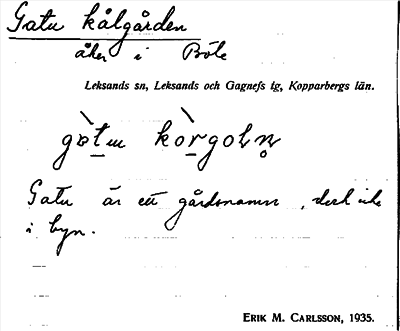 Gatu kålgården
åker i Böle
Leksands sn, Leksands och Gagnefs tg, Kopparbergs län.
Gatu är ett gårdsnamn, dock icke
i byn.
ERIK M. CARLSSON, 1935.